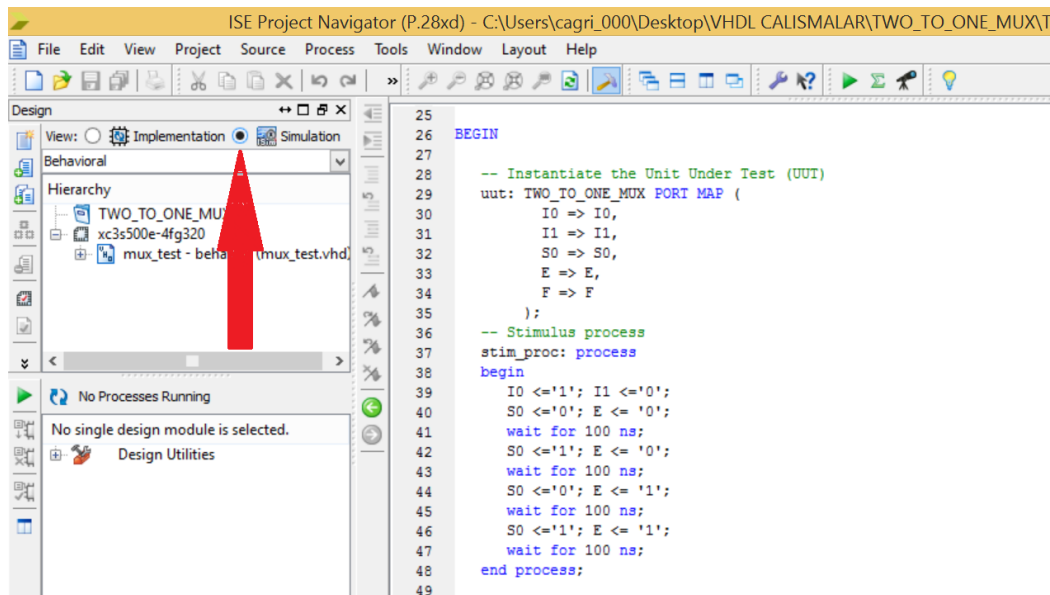 ISE Project Navigator (P.28xd) - C:\Users\cagri_000\Desktop\VHDL CALISMALAR\TWO_TO_ONE_MUX\T
File Edit View Project Source Process Tools Window Layout Help
Design
View: Implementation Simulation
Behavioral
Hierarchy
TWO_TO_ONE_MUX
xc3s500e-4fg320
mux_test - beha (mux_test.vhd)
No Processes Running
No single design module is selected.
Design Utilities
25
26 BEGIN
27
28 -- Instantiate the Unit Under Test (UUT)
29 uut: TWO_TO_ONE_MUX PORT MAP (
30 I0 => I0,
31 I1 => I1,
32 S0 => S0,
33 E => E,
34 F => F
35 );
36 -- Stimulus process
37 stim_proc: process
38 begin
39 I0 <='1'; I1 <='0';
40 S0 <='0'; E <= '0';
41 wait for 100 ns;
42 S0 <='1'; E <= '0';
43 wait for 100 ns;
44 S0 <='0'; E <= '1';
45 wait for 100 ns;
46 S0 <='1'; E <= '1';
47 wait for 100 ns;
48 end process;
49